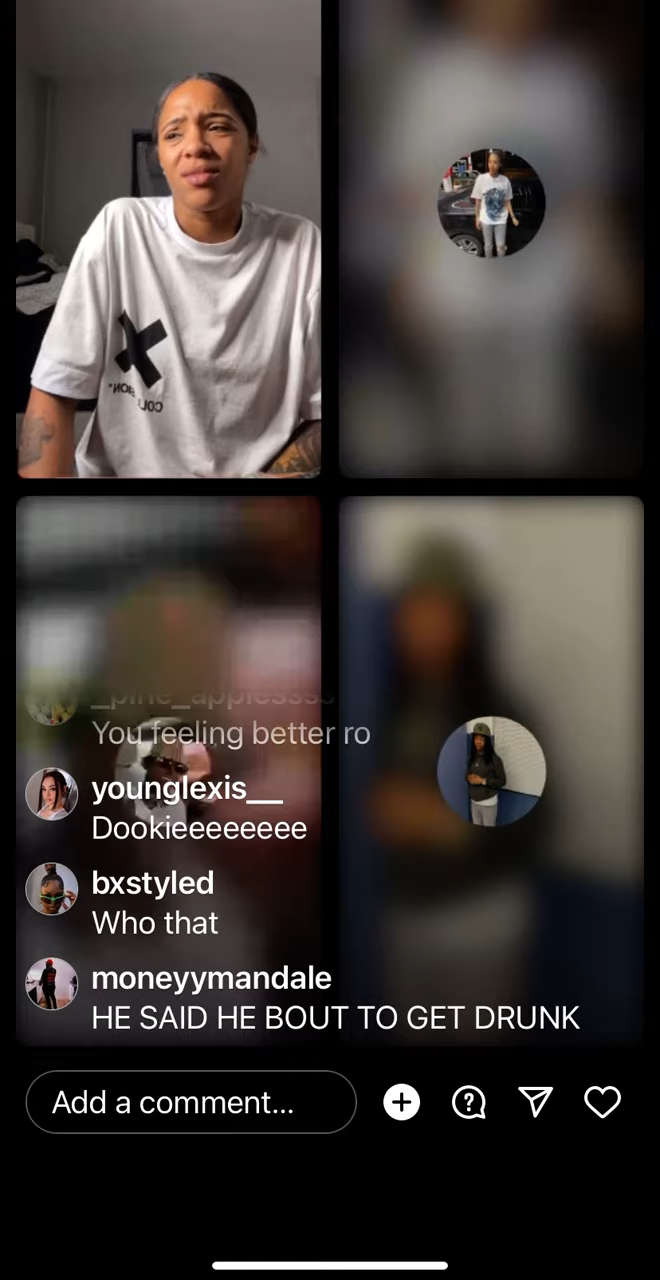 _pine_applessss
You feeling better ro
younglexis__
Dookieeeeeeee
bxstyled
Who that
moneyymandale
HE SAID HE BOUT TO GET DRUNK
Add a comment...